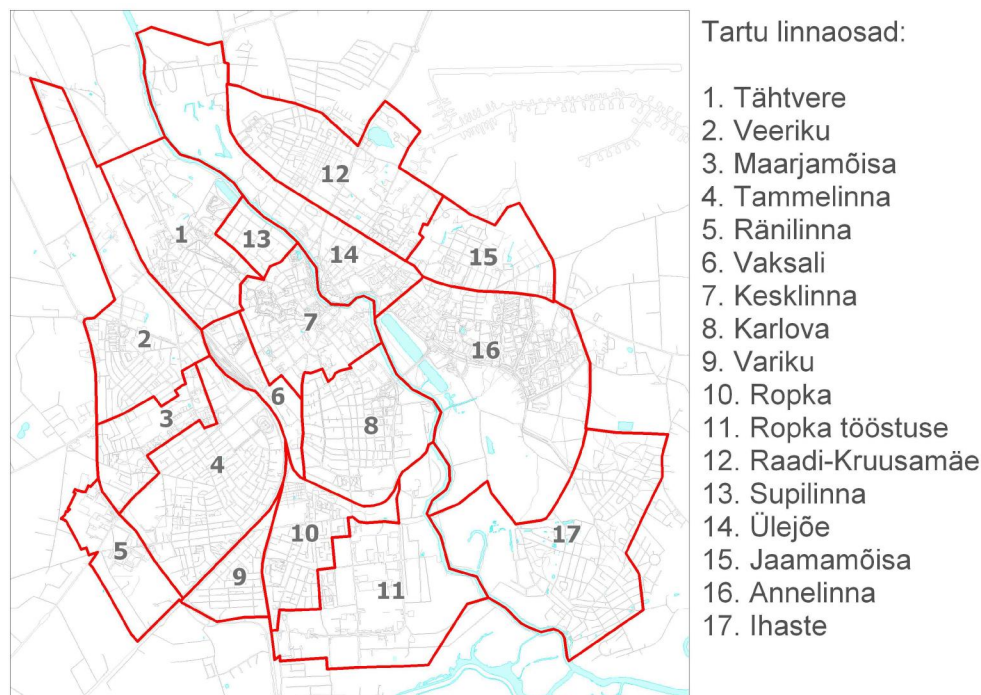 Tartu linnaosad:
1. Tähtvere
2. Veeriku
3. Maarjamõisa
4. Tammelinna
5. Ränilinna
6. Vaksali
7. Kesklinna
8. Karlova
9. Variku
10. Ropka
11. Ropka tööstuse
12. Raadi-Kruusamäe
13. Supilinna
14. Ülejõe
15. Jaamamõisa
16. Annelinna
17. Ihaste
12
1
13
14
15
2
7
16
6
3
8
4
10
17
5
9
11